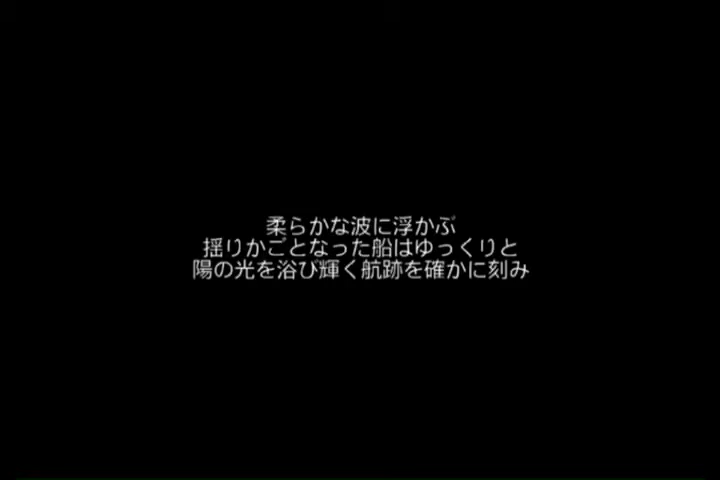 柔らかな波に浮かぶ
揺りかごとなった船はゆっくりと
陽の光を浴び輝く航跡を確かに刻み